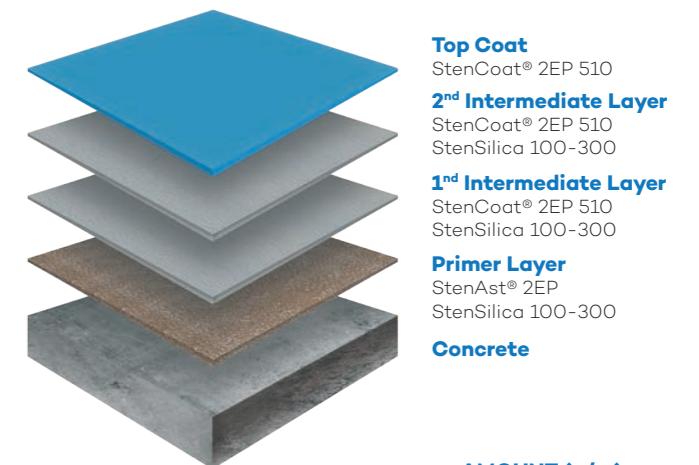 Top Coat
StenCoat® 2EP 510
2nd Intermediate Layer
StenCoat® 2EP 510
StenSilica 100-300
1nd Intermediate Layer
StenCoat® 2EP 510
StenSilica 100-300
Primer Layer
StenAst® 2EP
StenSilica 100-300
Concrete